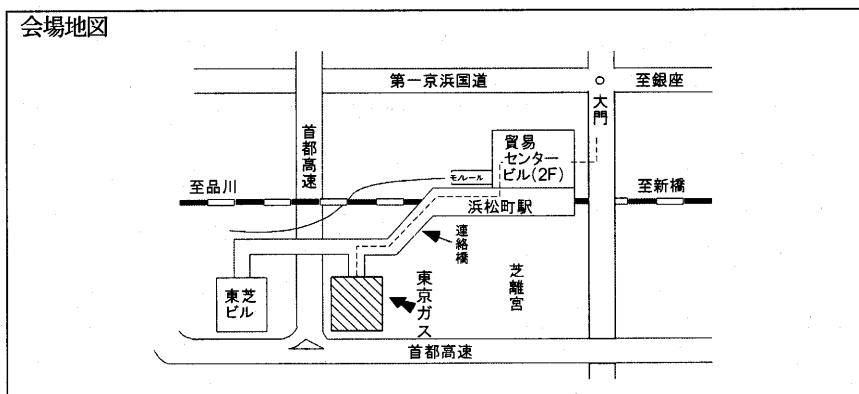 会場地図
第一京浜国道
至銀座
大門
首都高速
貿易
センター
ビル(2F)
モルール
至品川
至新橋
浜松町駅
連絡橋
芝離宮
東京ガス
東芝
ビル
首都高速